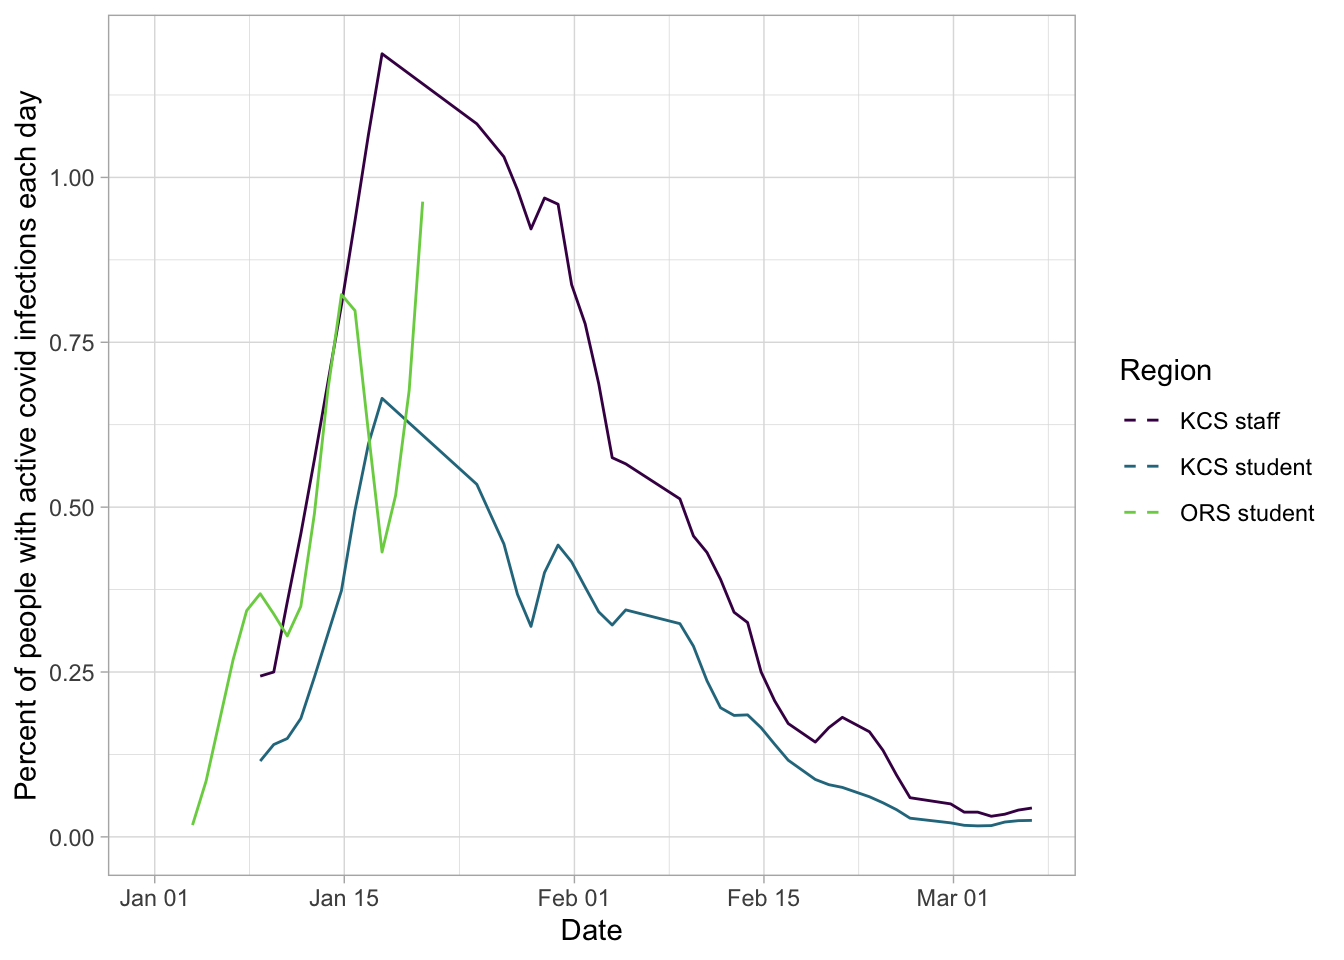 Percent of people with active covid infections each day
1.00
0.75
0.50
0.25
0.00
Jan 01
Jan 15
Feb 01
Feb 15
Mar 01
Date
Region
KCS staff
KCS student
ORS student